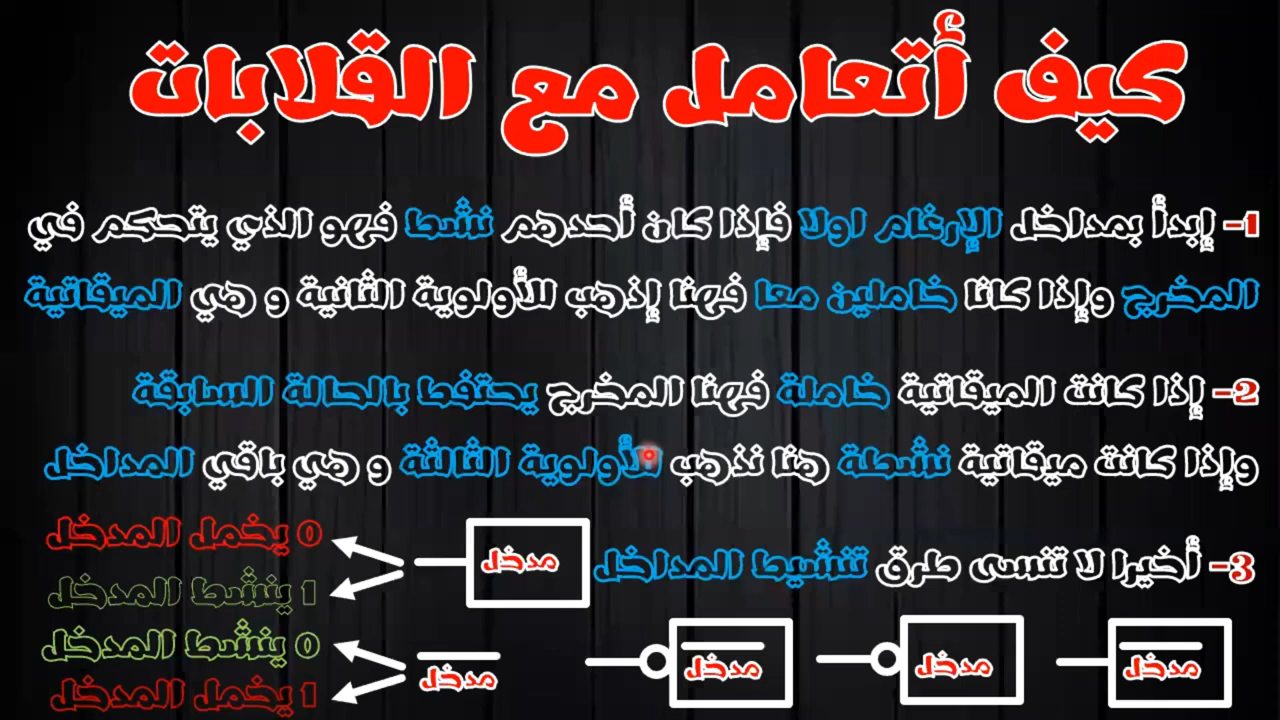 كيف أتعامل مع القلابات
1- إبدأ بمداخل الإرغام اولا فإذا كان أحدهم نشط فهو الذي يتحكم في
المخرج وإذا كانا خاملين معا فهنا إذهب للأولوية الثانية و هي الميقاتية
2- إذا كانت الميقاتية خاملة فهنا المخرج يحتفط بالحالة السابقة
وإذا كانت ميقاتية نشطة هنا نذهب للأولوية الثالثة و هي باقي المداخل
3- أخيرا لا تنسى طرق تنشيط المداخل
مدخل
0 يخمل المدخل
1 ينشط المدخل
مدخل
مدخل
مدخل
مدخل
0 ينشط المدخل
1 يخمل المدخل